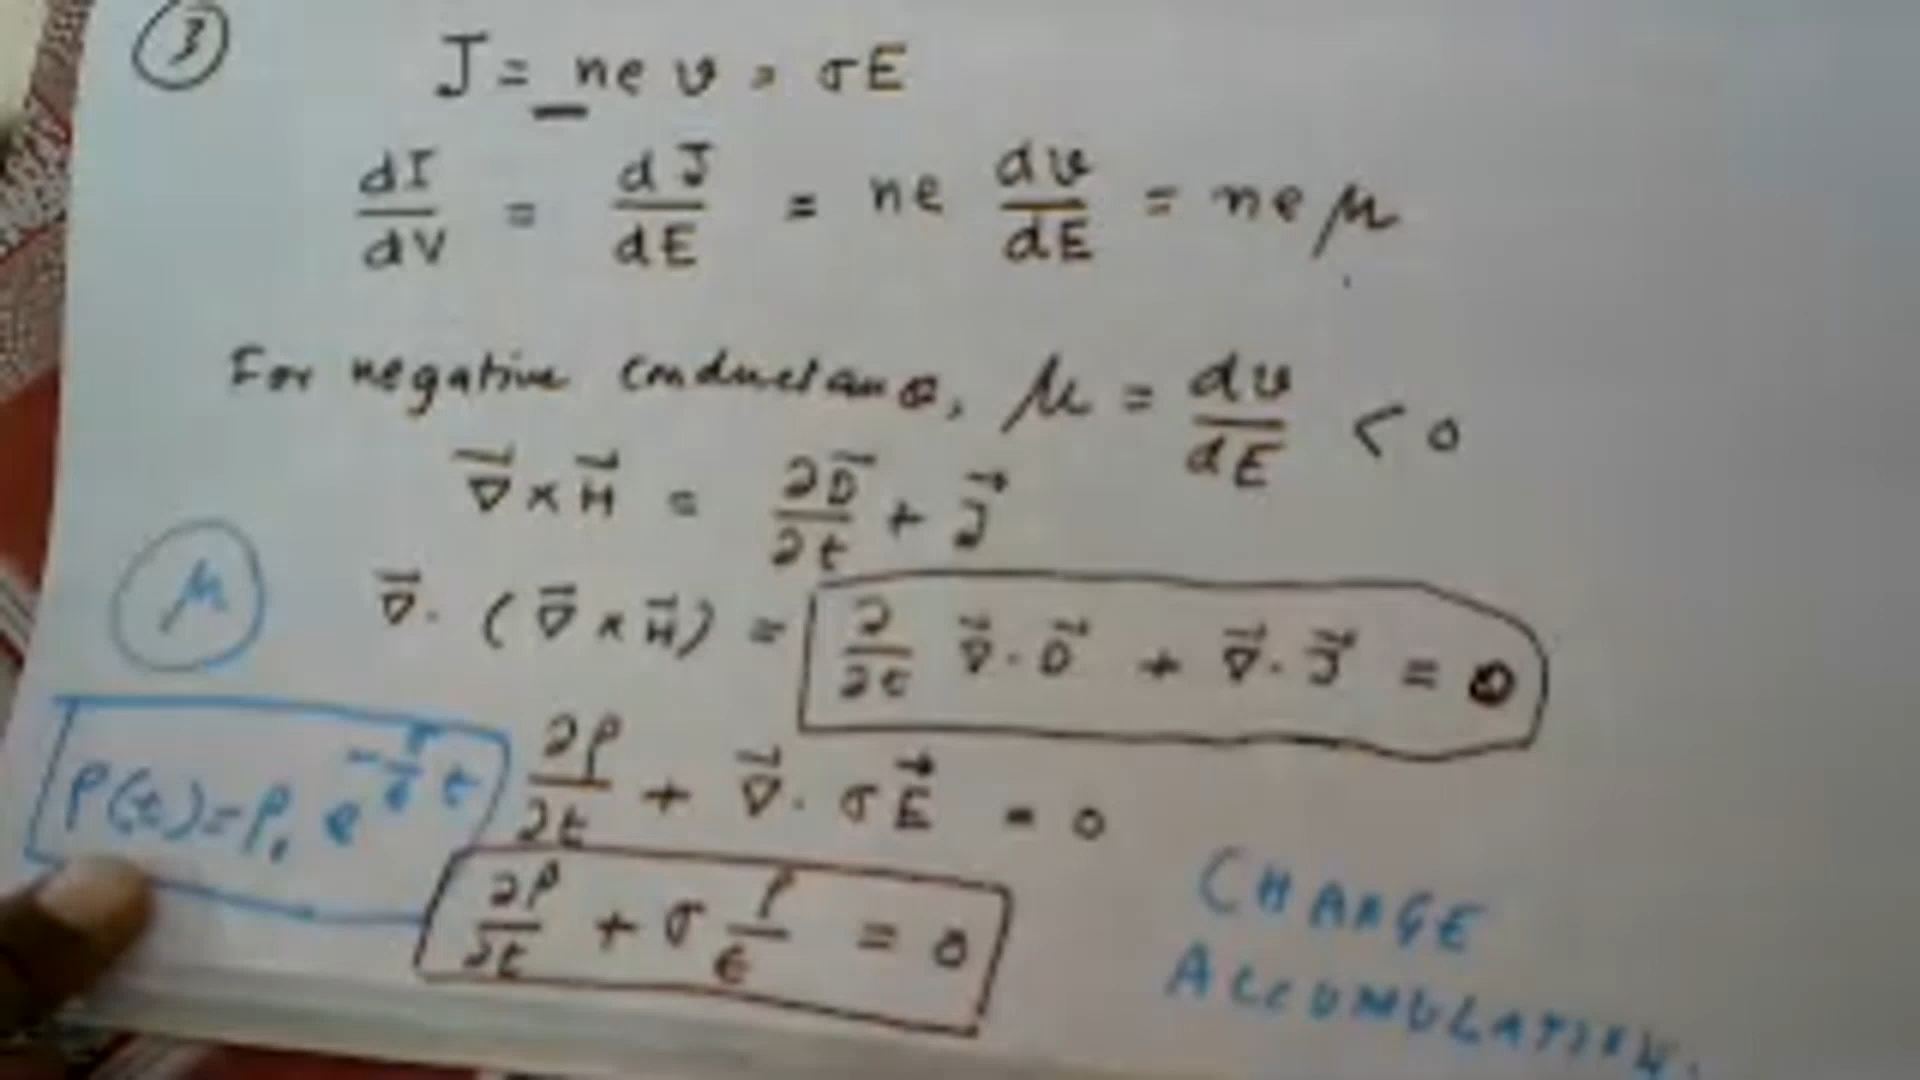 3
J = _ ne v = σE
dI/dV = dJ/dE = ne dv/dE = neμ
For negative conductance, μ = dv/dE < 0
∇⃗ × H⃗ = ∂D⃗/∂t + J⃗
μ
∇⃗ · (∇⃗ × H⃗) = ∂/∂t ∇⃗ · D⃗ + ∇⃗ · J⃗ = 0
∂ρ/∂t + ∇⃗ · σE⃗ = 0
ρ(t) = ρ₀ e^{-σ/ε t}
∂ρ/∂t + σ ρ/ε = 0
CHARGE
ACCUMULATION.